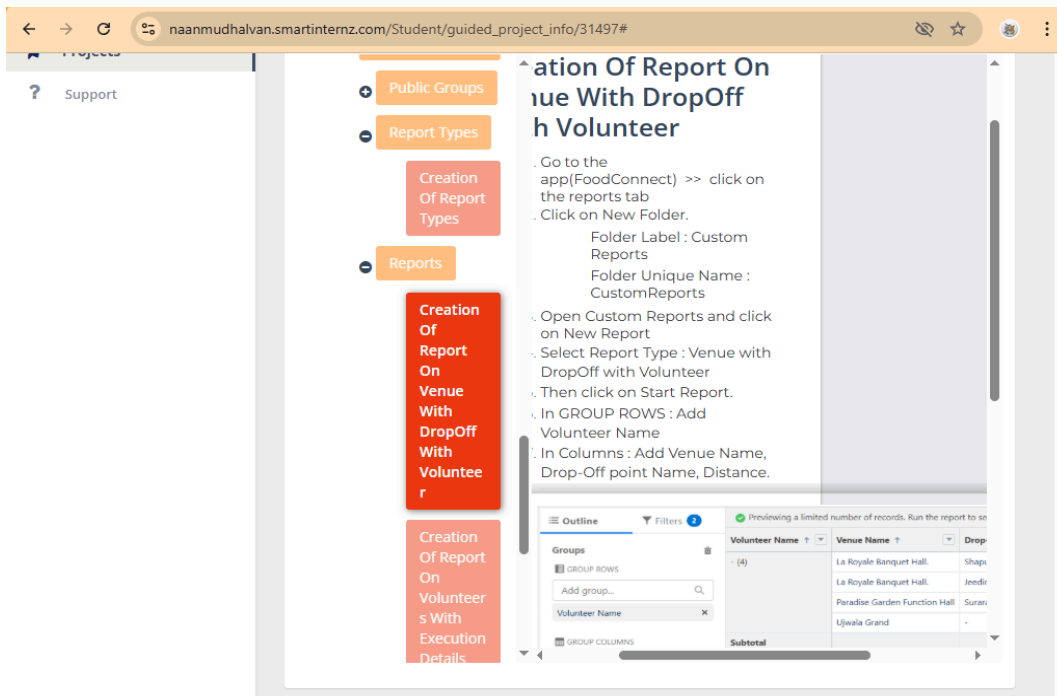 naanmudhalvan.smartinternz.com/Student/guided_project_info/31497#
Projects
? Support
Public Groups
Report Types
Creation
Of Report
Types
Reports
Creation
Of
Report
On
Venue
With
DropOff
With
Voluntee
r
Creation
Of Report
On
Volunteer
s With
Execution
Details
ation Of Report On
nue With DropOff
h Volunteer
. Go to the
app(FoodConnect) >> click on
the reports tab
. Click on New Folder.
Folder Label : Custom
Reports
Folder Unique Name :
CustomReports
. Open Custom Reports and click
on New Report
. Select Report Type : Venue with
DropOff with Volunteer
. Then click on Start Report.
. In GROUP ROWS : Add
Volunteer Name
. In Columns : Add Venue Name,
Drop-Off point Name, Distance.
Outline Filters 2
Groups
GROUP ROWS
Add group...
Volunteer Name
GROUP COLUMNS
Previewing a limited number of records. Run the report to se
Volunteer Name Venue Name Drop-
- (4) La Royale Banquet Hall. Shapu
La Royale Banquet Hall. Jeedi
Paradise Garden Function Hall Surara
Ujwala Grand -
Subtotal